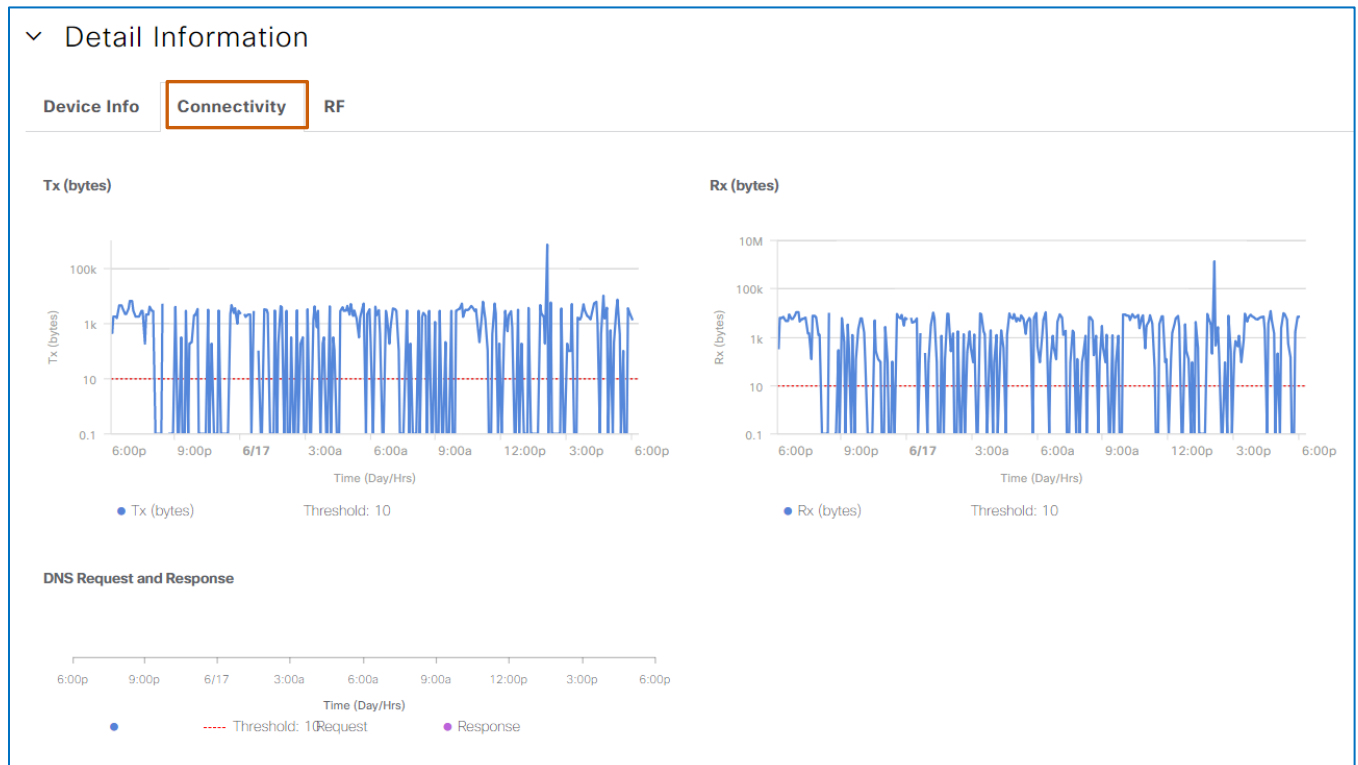 Detail Information
Device Info Connectivity RF
Tx (bytes)
100k
1k
10
0.1
Tx (bytes)
6:00p 9:00p 6/17 3:00a 6:00a 9:00a 12:00p 3:00p 6:00p
Time (Day/Hrs)
Tx (bytes) Threshold: 10
Rx (bytes)
10M
100k
1k
10
0.1
Rx (bytes)
6:00p 9:00p 6/17 3:00a 6:00a 9:00a 12:00p 3:00p 6:00p
Time (Day/Hrs)
Rx (bytes) Threshold: 10
DNS Request and Response
6:00p 9:00p 6/17 3:00a 6:00a 9:00a 12:00p 3:00p 6:00p
Time (Day/Hrs)
Threshold: 10Request Response